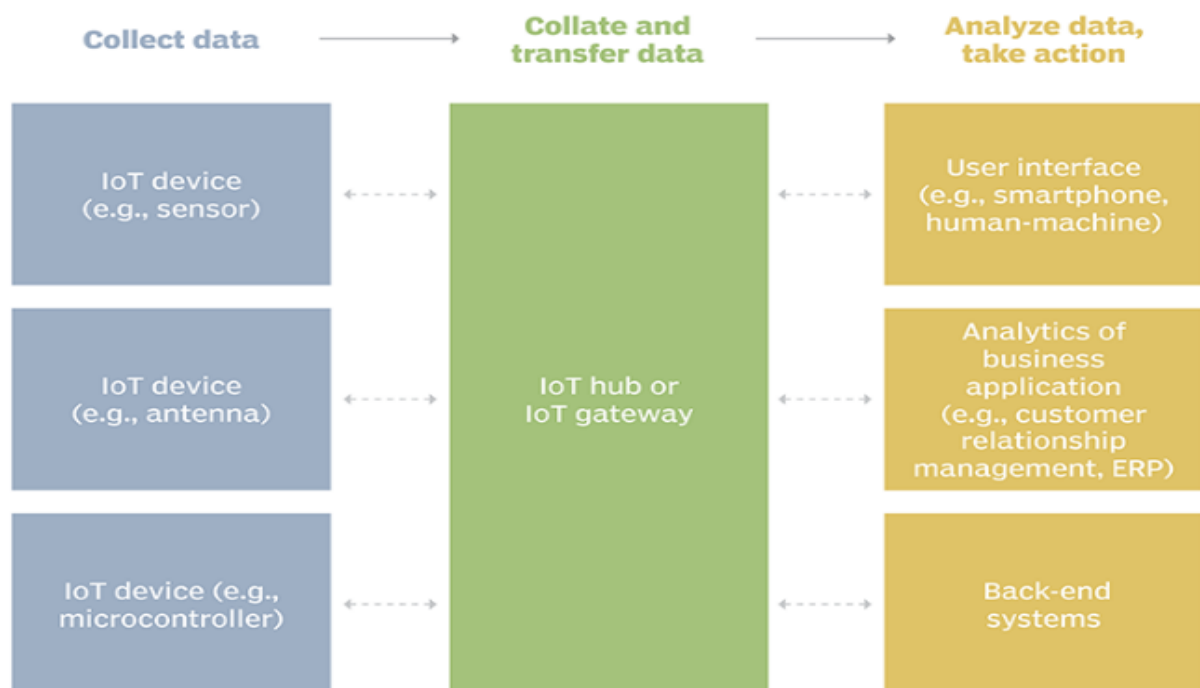 Collect data
Collate and
transfer data
Analyze data,
take action
IoT device
(e.g., sensor)
IoT device
(e.g., antenna)
IoT device (e.g.,
microcontroller)
IoT hub or
IoT gateway
User interface
(e.g., smartphone,
human-machine)
Analytics of
business
application
(e.g., customer
relationship
management, ERP)
Back-end
systems